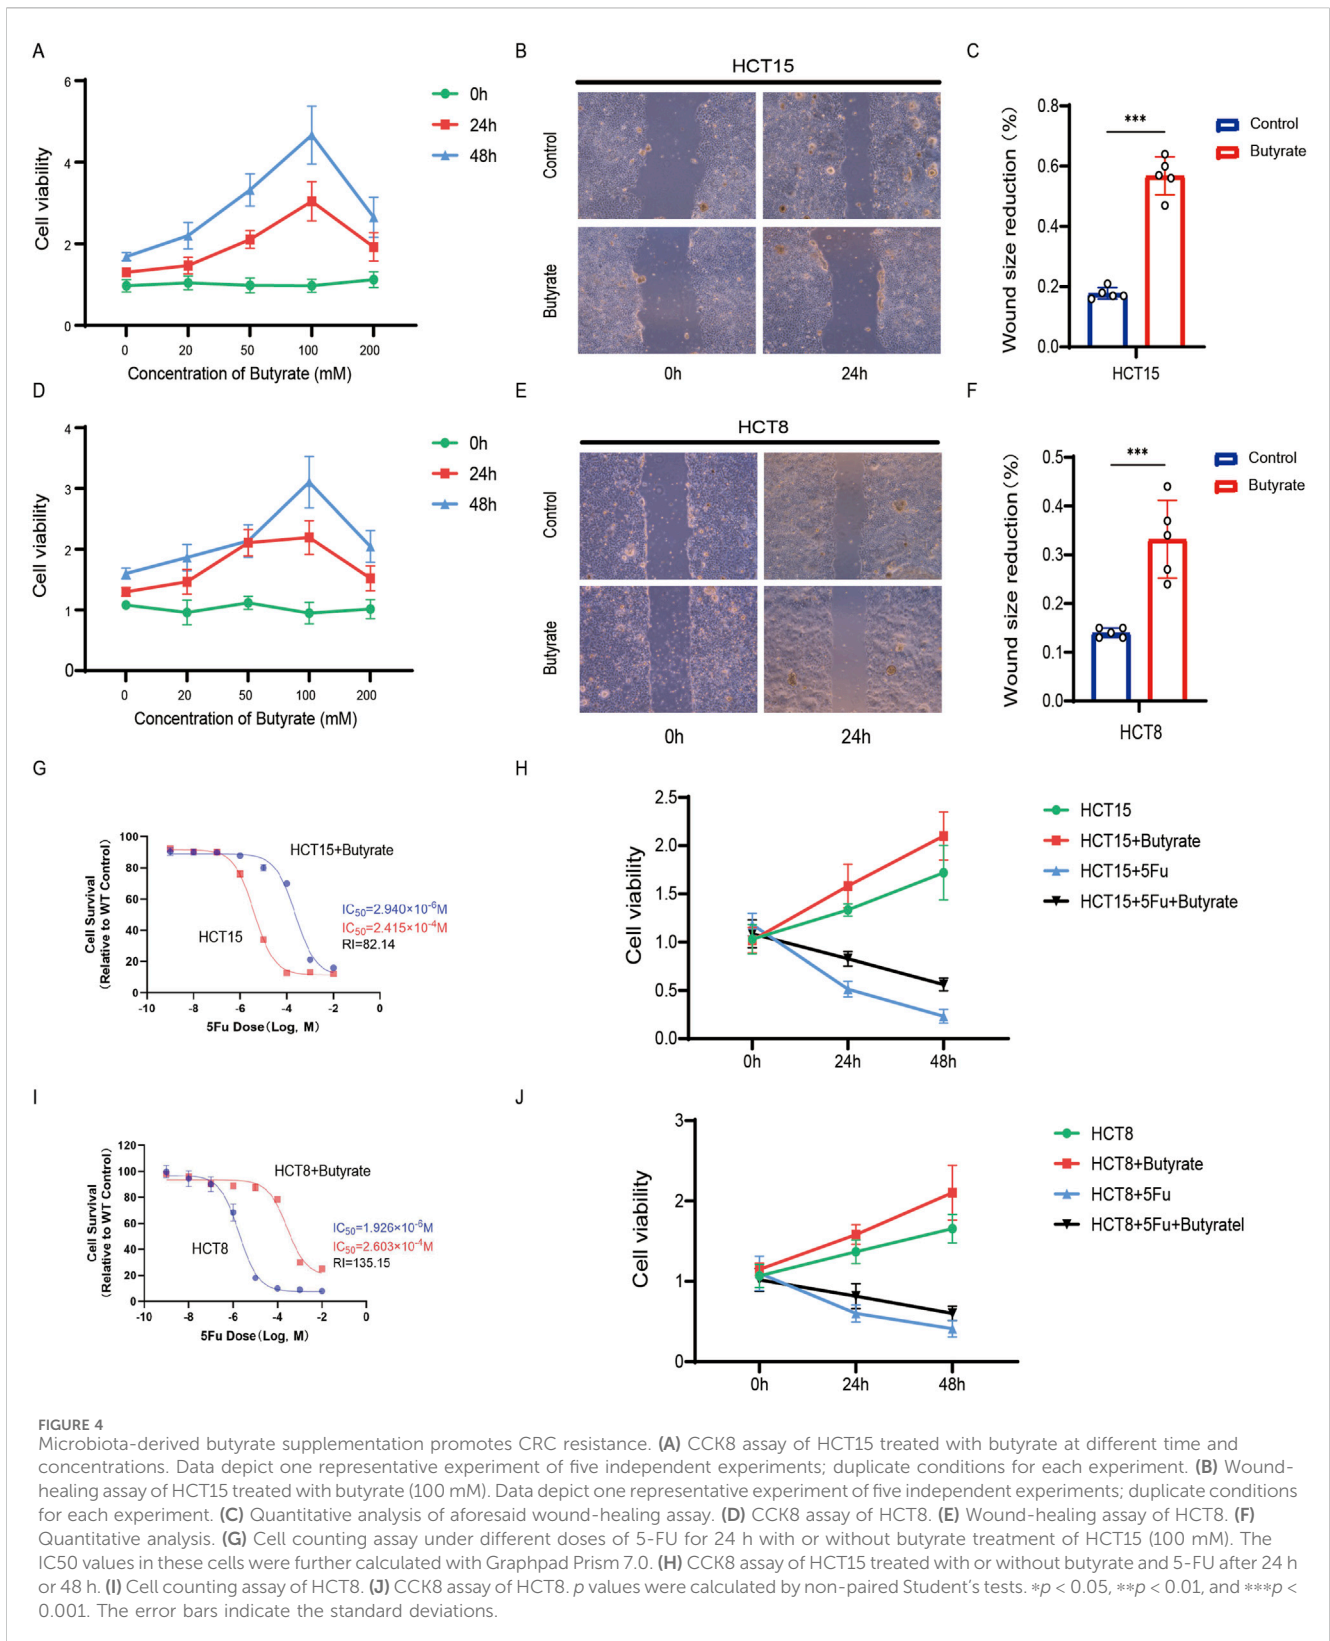 A
6
4
2
0
Cell viability
0
20
50
100
200
Concentration of Butyrate (mM)
0h
24h
48h
B
HCT15
Control
Butyrate
0h
24h
C
Wound size reduction (%)
0.8
0.6
0.4
0.2
0.0
***
HCT15
Control
Butyrate
D
4
3
2
1
0
Cell viability
0
20
50
100
200
Concentration of Butyrate (mM)
0h
24h
48h
E
HCT8
Control
Butyrate
0h
24h
F
Wound size reduction (%)
0.5
0.4
0.3
0.2
0.1
0.0
***
HCT8
Control
Butyrate
G
Cell Survival
(Relative to WT Control)
100
80
60
40
20
0
-10
-8
-6
-4
-2
0
5Fu Dose(Log, M)
HCT15+Butyrate
HCT15
IC50=2.940×10-6M
IC50=2.415×10-4M
RI=82.14
H
2.5
2.0
1.5
1.0
0.5
0.0
Cell viability
0h
24h
48h
HCT15
HCT15+Butyrate
HCT15+5Fu
HCT15+5Fu+Butyrate
I
Cell Survival
(Relative to WT Control)
120
100
80
60
40
20
0
-10
-8
-6
-4
-2
0
5Fu Dose(Log, M)
HCT8+Butyrate
HCT8
IC50=1.926×10-6M
IC50=2.603×10-4M
RI=135.15
J
3
2
1
0
Cell viability
0h
24h
48h
HCT8
HCT8+Butyrate
HCT8+5Fu
HCT8+5Fu+Butyratel
FIGURE 4
Microbiota-derived butyrate supplementation promotes CRC resistance. (A) CCK8 assay of HCT15 treated with butyrate at different time and
concentrations. Data depict one representative experiment of five independent experiments; duplicate conditions for each experiment. (B) Wound-
healing assay of HCT15 treated with butyrate (100 mM). Data depict one representative experiment of five independent experiments; duplicate conditions
for each experiment. (C) Quantitative analysis of aforesaid wound-healing assay. (D) CCK8 assay of HCT8. (E) Wound-healing assay of HCT8. (F)
Quantitative analysis. (G) Cell counting assay under different doses of 5-FU for 24 h with or without butyrate treatment of HCT15 (100 mM). The
IC50 values in these cells were further calculated with Graphpad Prism 7.0. (H) CCK8 assay of HCT15 treated with or without butyrate and 5-FU after 24 h
or 48 h. (I) Cell counting assay of HCT8. (J) CCK8 assay of HCT8. p values were calculated by non-paired Student's tests. *p < 0.05, **p < 0.01, and ***p <
0.001. The error bars indicate the standard deviations.